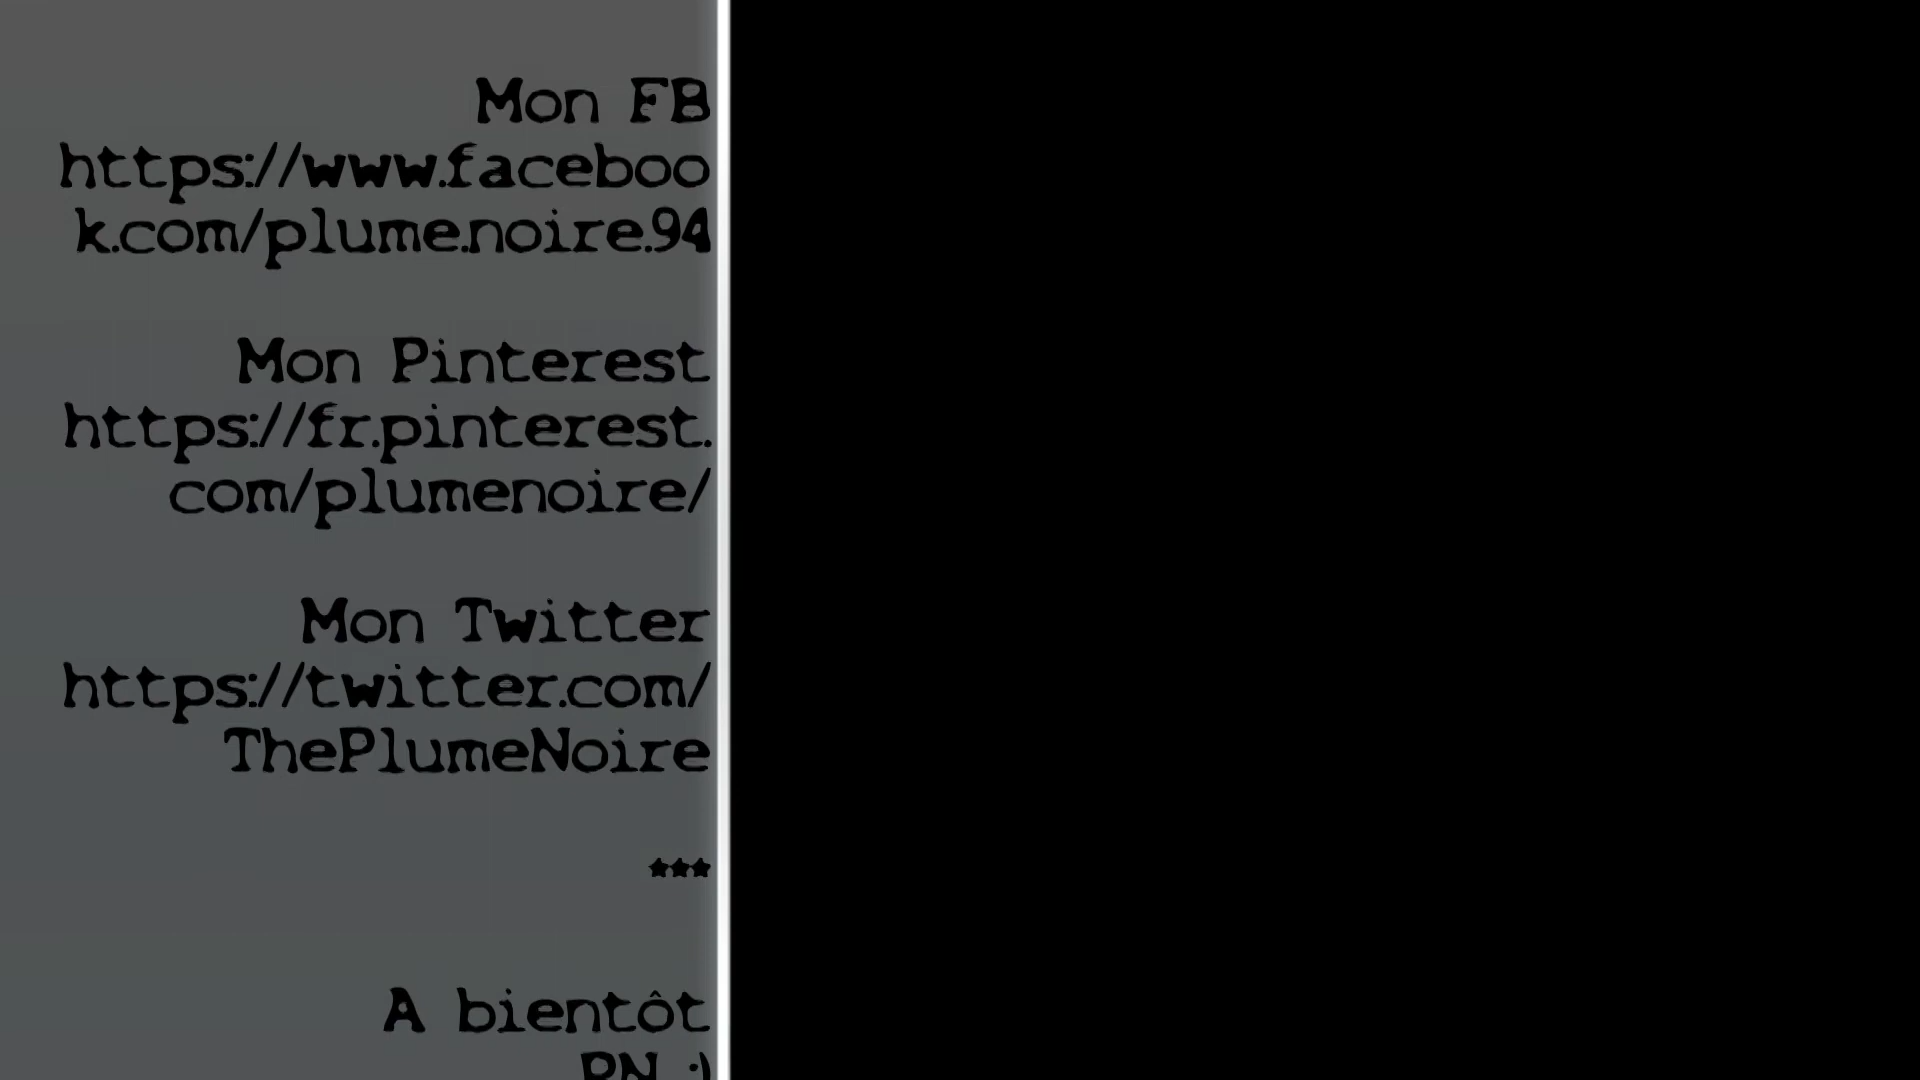 Mon FB
https://www.faceboo
k.com/plume.noire.94
Mon Pinterest
https://fr.pinterest.
com/plumenoire/
Mon Twitter
https://twitter.com/
ThePlumeNoire
***
A bientôt
PN :)